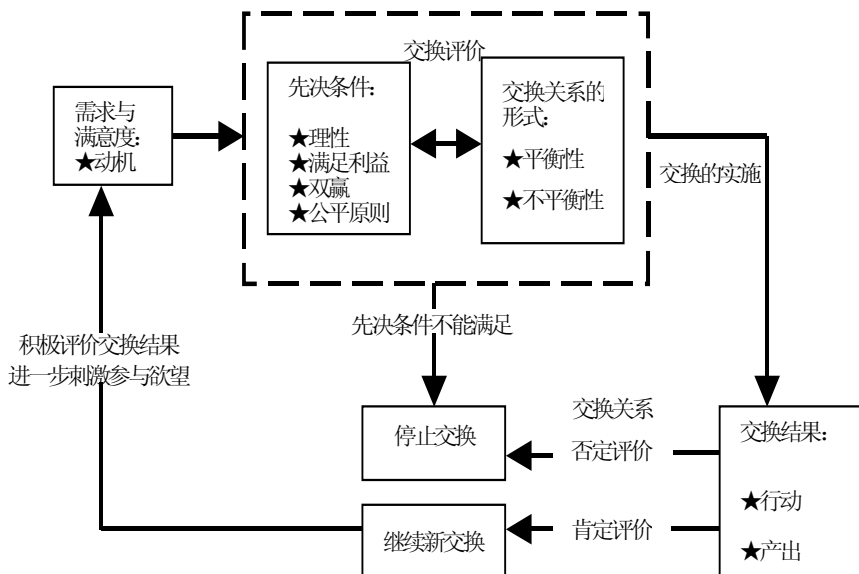 交换评价
需求与
满意度：
★动机
先决条件：
★理性
★满足利益
★双赢
★公平原则
交换关系的
形式：
★平衡性
★不平衡性
交换的实施
先决条件不能满足
积极评价交换结果
进一步刺激参与欲望
停止交换
交换关系
否定评价
交换结果：
★行动
★产出
继续新交换
肯定评价